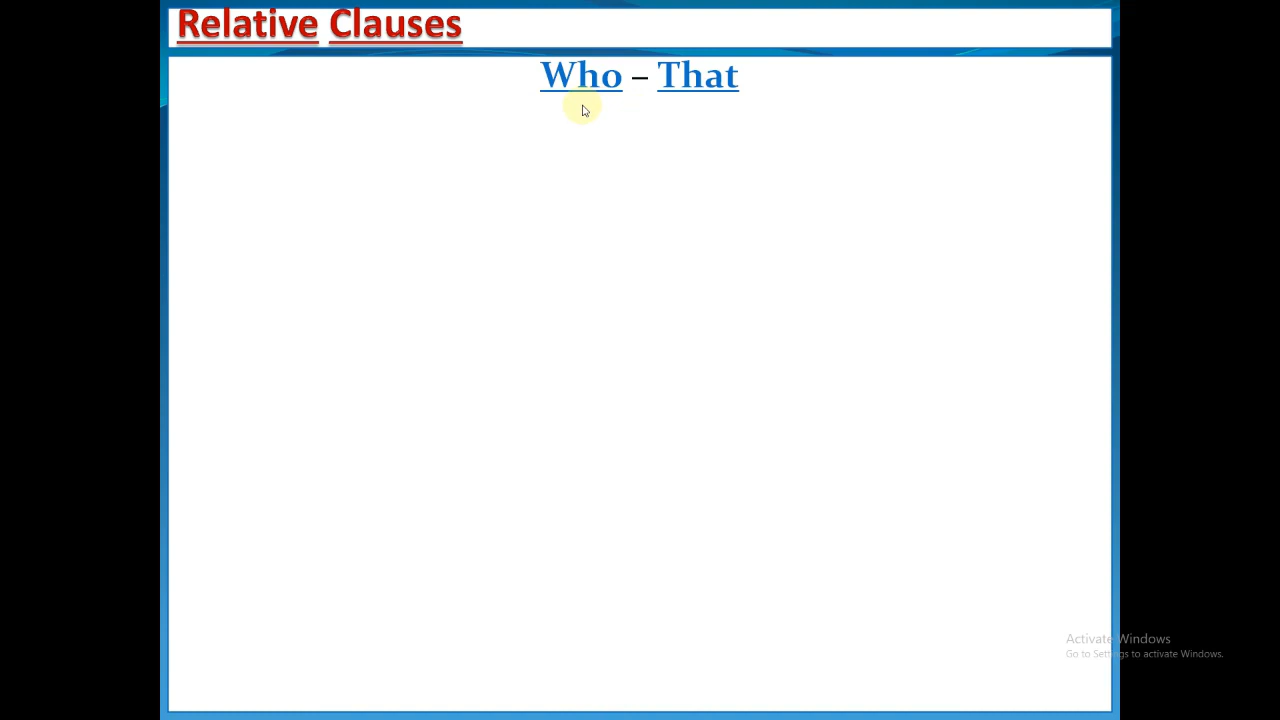 Relative Clauses
Who – That
Activate Windows
Go to Settings to activate Windows.